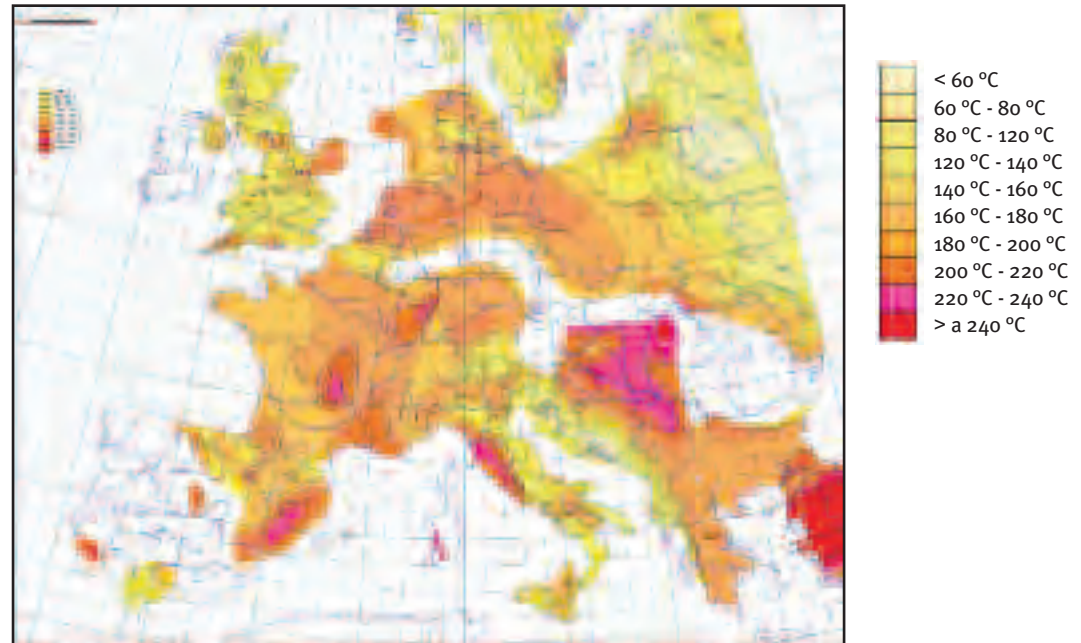 < 60 ºC
60 ºC - 80 ºC
80 ºC - 120 ºC
120 ºC - 140 ºC
140 ºC - 160 ºC
160 ºC - 180 ºC
180 ºC - 200 ºC
200 ºC - 220 ºC
220 ºC - 240 ºC
> a 240 ºC